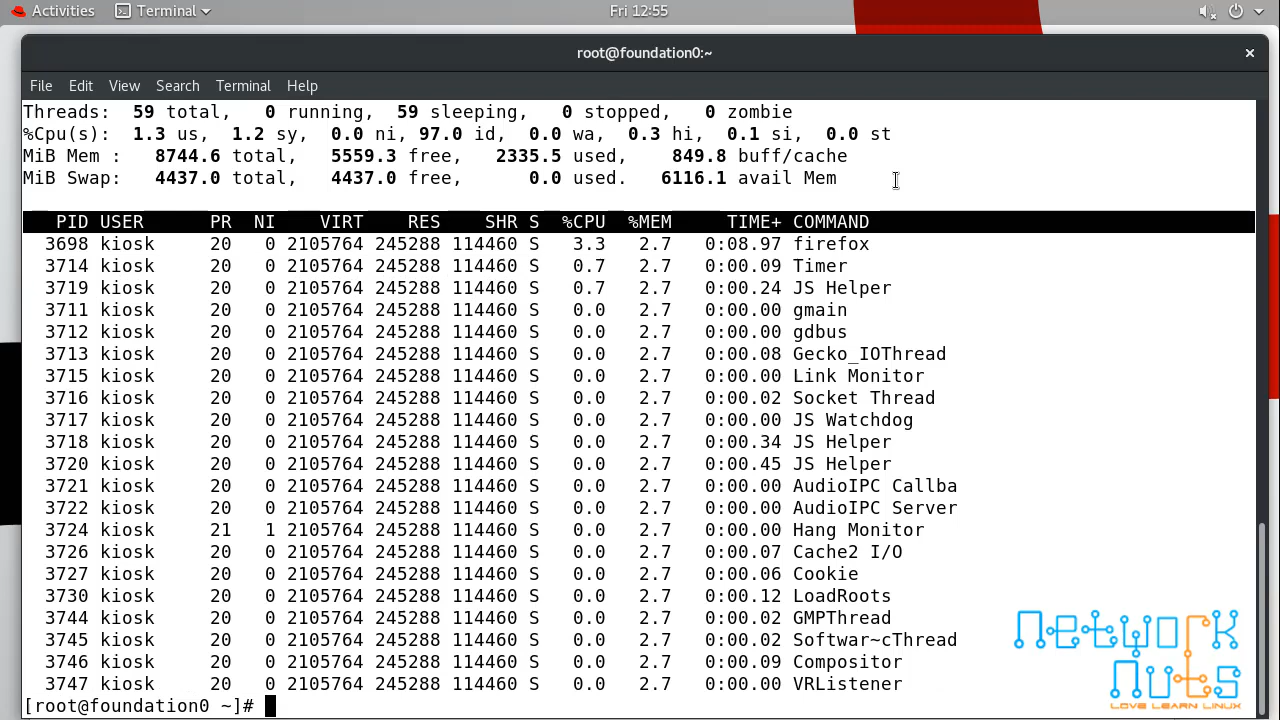 Activities Terminal Fri 12:55
root@foundation0:~ ×
File Edit View Search Terminal Help
Threads: 59 total, 0 running, 59 sleeping, 0 stopped, 0 zombie
%Cpu(s): 1.3 us, 1.2 sy, 0.0 ni, 97.0 id, 0.0 wa, 0.3 hi, 0.1 si, 0.0 st
MiB Mem : 8744.6 total, 5559.3 free, 2335.5 used, 849.8 buff/cache
MiB Swap: 4437.0 total, 4437.0 free, 0.0 used. 6116.1 avail Mem
PID USER PR NI VIRT RES SHR S %CPU %MEM TIME+ COMMAND
3698 kiosk 20 0 2105764 245288 114460 S 3.3 2.7 0:08.97 firefox
3714 kiosk 20 0 2105764 245288 114460 S 0.7 2.7 0:00.09 Timer
3719 kiosk 20 0 2105764 245288 114460 S 0.7 2.7 0:00.24 JS Helper
3711 kiosk 20 0 2105764 245288 114460 S 0.0 2.7 0:00.00 gmain
3712 kiosk 20 0 2105764 245288 114460 S 0.0 2.7 0:00.00 gdbus
3713 kiosk 20 0 2105764 245288 114460 S 0.0 2.7 0:00.08 Gecko_IOThread
3715 kiosk 20 0 2105764 245288 114460 S 0.0 2.7 0:00.00 Link Monitor
3716 kiosk 20 0 2105764 245288 114460 S 0.0 2.7 0:00.02 Socket Thread
3717 kiosk 20 0 2105764 245288 114460 S 0.0 2.7 0:00.00 JS Watchdog
3718 kiosk 20 0 2105764 245288 114460 S 0.0 2.7 0:00.34 JS Helper
3720 kiosk 20 0 2105764 245288 114460 S 0.0 2.7 0:00.45 JS Helper
3721 kiosk 20 0 2105764 245288 114460 S 0.0 2.7 0:00.00 AudioIPC Callba
3722 kiosk 20 0 2105764 245288 114460 S 0.0 2.7 0:00.00 AudioIPC Server
3724 kiosk 21 1 2105764 245288 114460 S 0.0 2.7 0:00.00 Hang Monitor
3726 kiosk 20 0 2105764 245288 114460 S 0.0 2.7 0:00.07 Cache2 I/O
3727 kiosk 20 0 2105764 245288 114460 S 0.0 2.7 0:00.06 Cookie
3730 kiosk 20 0 2105764 245288 114460 S 0.0 2.7 0:00.12 LoadRoots
3744 kiosk 20 0 2105764 245288 114460 S 0.0 2.7 0:00.02 GMPThread
3745 kiosk 20 0 2105764 245288 114460 S 0.0 2.7 0:00.02 Softwar~cThread
3746 kiosk 20 0 2105764 245288 114460 S 0.0 2.7 0:00.09 Compositor
3747 kiosk 20 0 2105764 245288 114460 S 0.0 2.7 0:00.00 VRListener
[root@foundation0 ~]#
Network
Nuts
LOVE LEARN LINUX